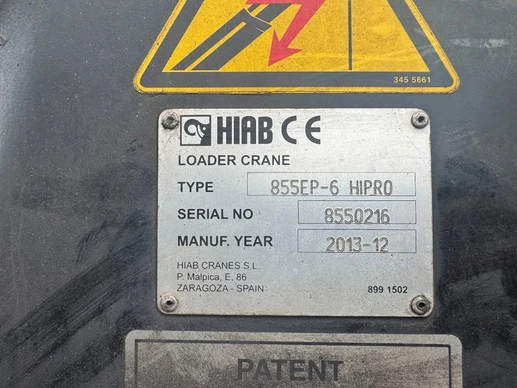 345 5661
HIAB CE
LOADER CRANE
TYPE 855EP-6 HIPRO
SERIAL NO 8550216
MANUF. YEAR 2013-12
HIAB CRANES S.L.
P. Malpica, E, 86
ZARAGOZA - SPAIN 899 1502
PATENT